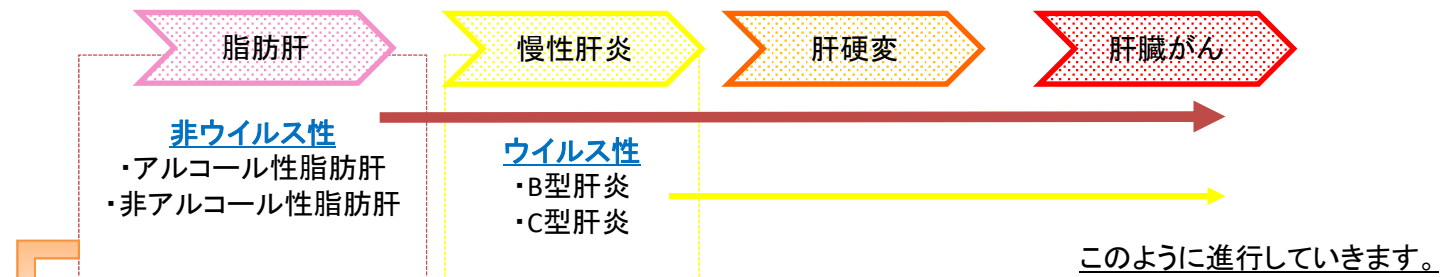 脂肪肝
慢性肝炎
肝硬変
肝臓がん
非ウイルス性
・アルコール性脂肪肝
・非アルコール性脂肪肝
ウイルス性
・B型肝炎
・C型肝炎
このように進行していきます。